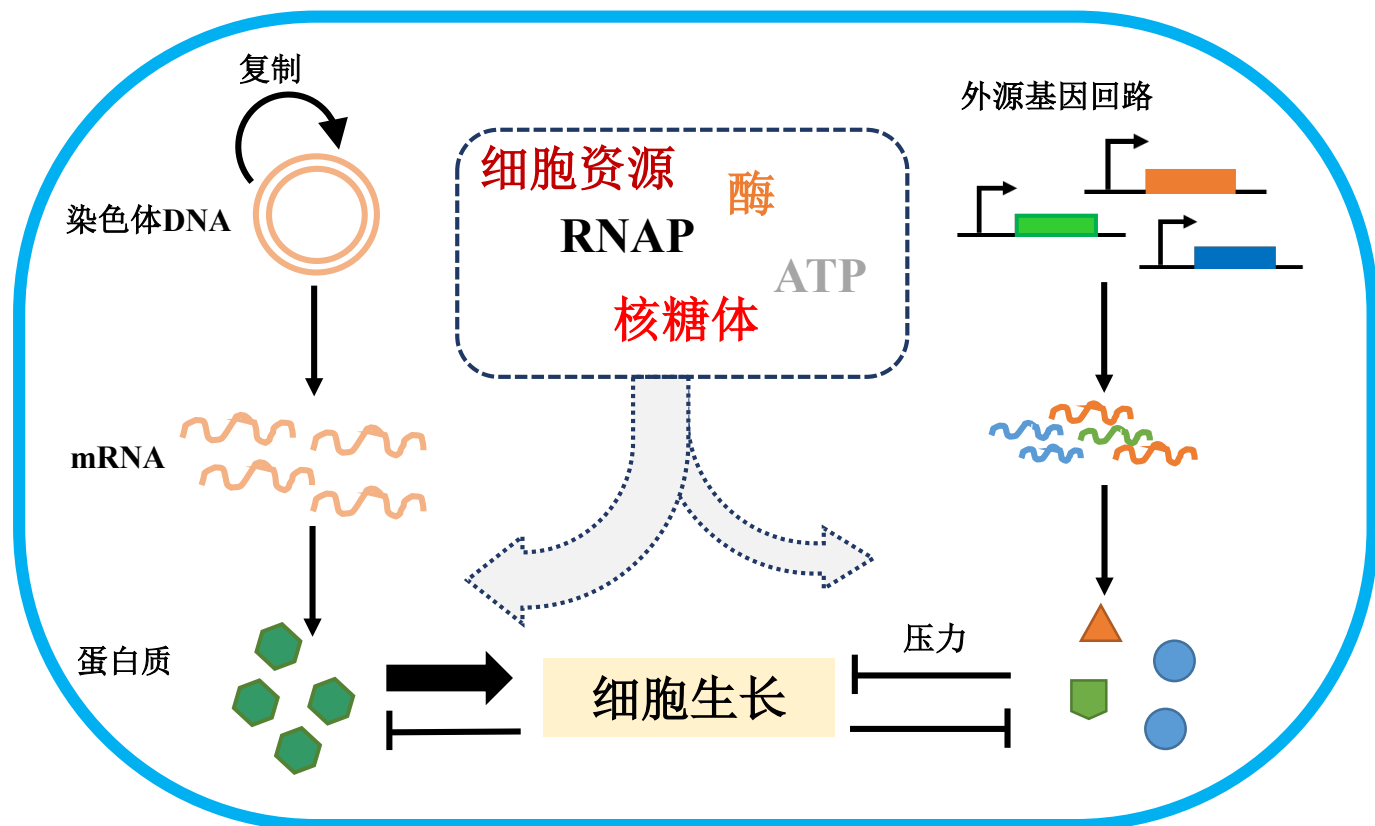 复制
外源基因回路
细胞资源
酶
染色体DNA
RNAP
ATP
核糖体
mRNA
蛋白质
压力
细胞生长